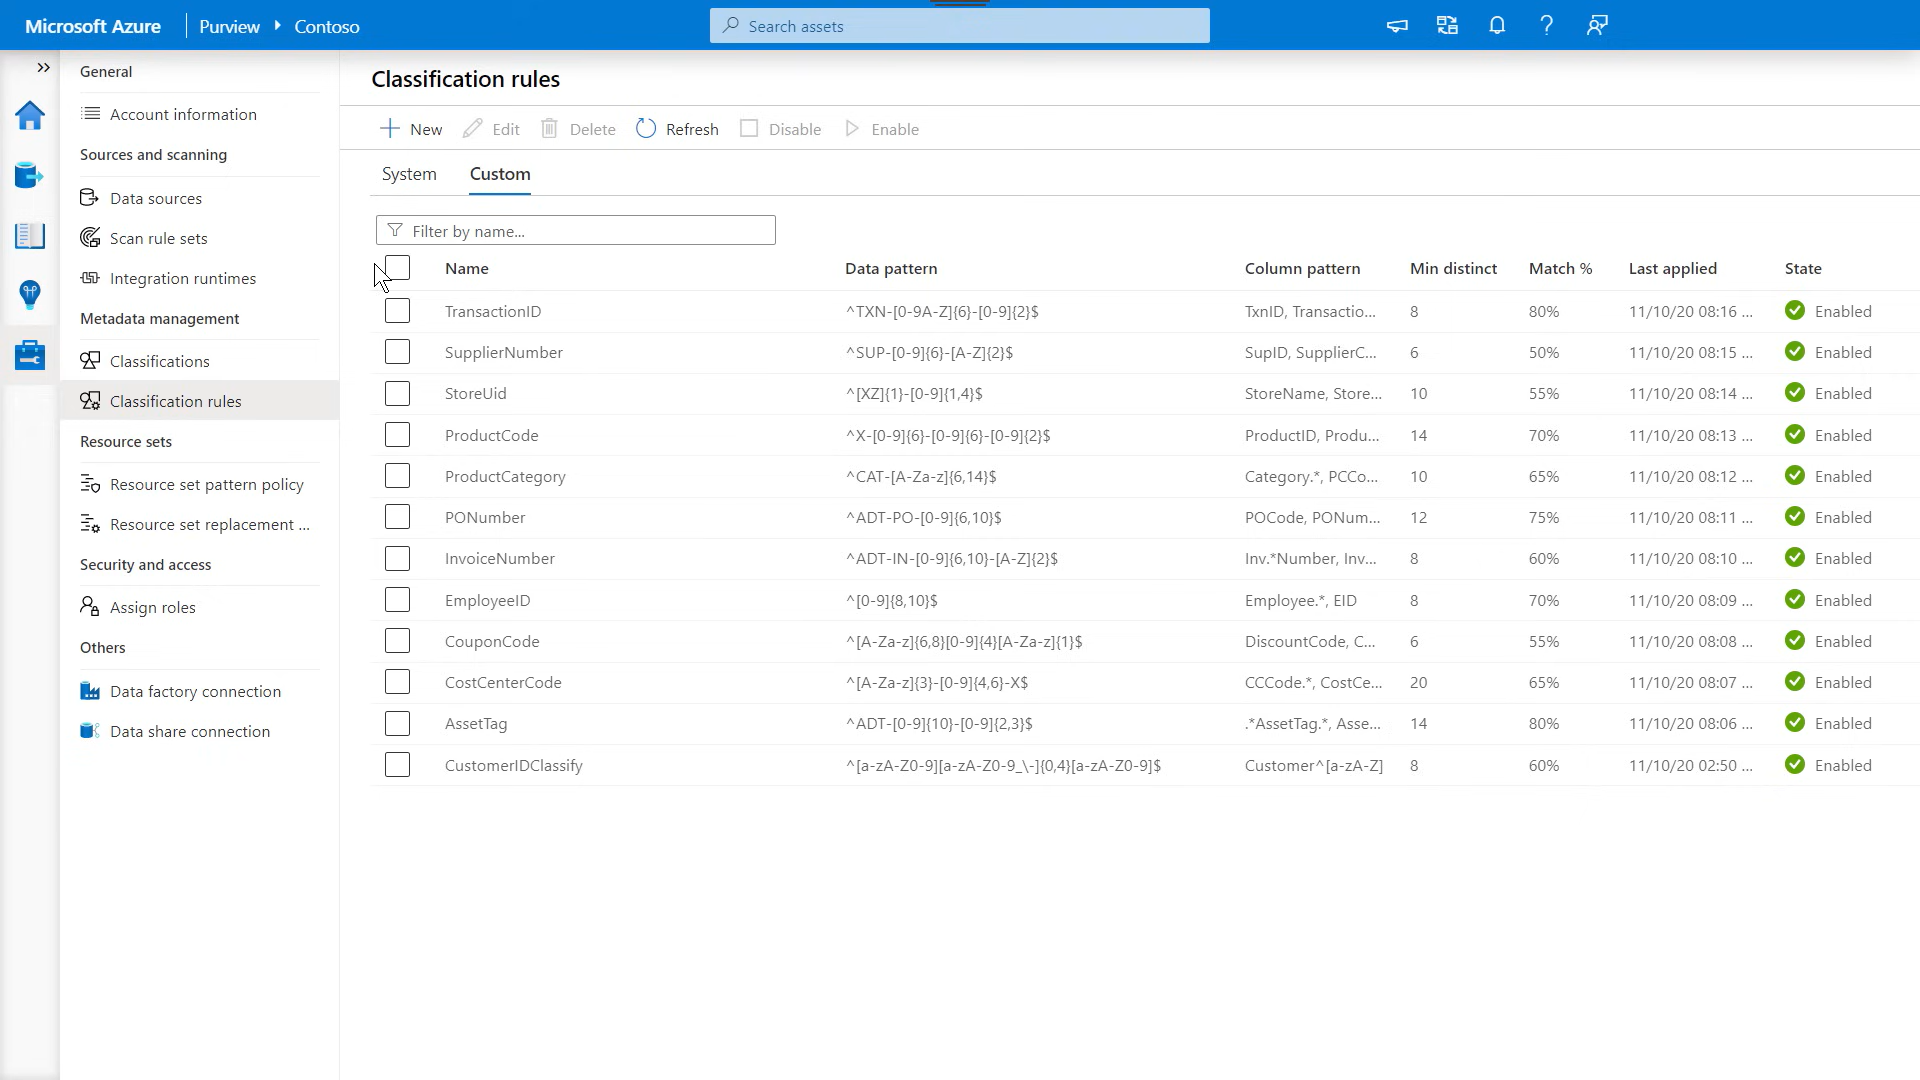 Microsoft Azure Purview Contoso Search assets
General
Account information
Sources and scanning
Data sources
Scan rule sets
Integration runtimes
Metadata management
Classifications
Classification rules
Resource sets
Resource set pattern policy
Resource set replacement ...
Security and access
Assign roles
Others
Data factory connection
Data share connection
Classification rules
New Edit Delete Refresh Disable Enable
System Custom
Filter by name...
Name Data pattern Column pattern Min distinct Match % Last applied State
TransactionID ^TXN-[0-9A-Z]{6}-[0-9]{2}$ TxnID, Transactio... 8 80% 11/10/20 08:16 ... Enabled
SupplierNumber ^SUP-[0-9]{6}-[A-Z]{2}$ SupID, SupplierC... 6 50% 11/10/20 08:15 ... Enabled
StoreUid ^[XZ]{1}-[0-9]{1,4}$ StoreName, Store... 10 55% 11/10/20 08:14 ... Enabled
ProductCode ^X-[0-9]{6}-[0-9]{6}-[0-9]{2}$ ProductID, Produ... 14 70% 11/10/20 08:13 ... Enabled
ProductCategory ^CAT-[A-Za-z]{6,14}$ Category.*, PCCo... 10 65% 11/10/20 08:12 ... Enabled
PONumber ^ADT-PO-[0-9]{6,10}$ POCode, PONum... 12 75% 11/10/20 08:11 ... Enabled
InvoiceNumber ^ADT-IN-[0-9]{6,10}-[A-Z]{2}$ Inv.*Number, Inv... 8 60% 11/10/20 08:10 ... Enabled
EmployeeID ^[0-9]{8,10}$ Employee.*, EID 8 70% 11/10/20 08:09 ... Enabled
CouponCode ^[A-Za-z]{6,8}[0-9]{4}[A-Za-z]{1}$ DiscountCode, C... 6 55% 11/10/20 08:08 ... Enabled
CostCenterCode ^[A-Za-z]{3}-[0-9]{4,6}-X$ CCCode.*, CostCe... 20 65% 11/10/20 08:07 ... Enabled
AssetTag ^ADT-[0-9]{10}-[0-9]{2,3}$ .*AssetTag.*, Asse... 14 80% 11/10/20 08:06 ... Enabled
CustomerIDClassify ^[a-zA-Z0-9][a-zA-Z0-9_\-]{0,4}[a-zA-Z0-9]$ Customer^[a-zA-Z] 8 60% 11/10/20 02:50 ... Enabled